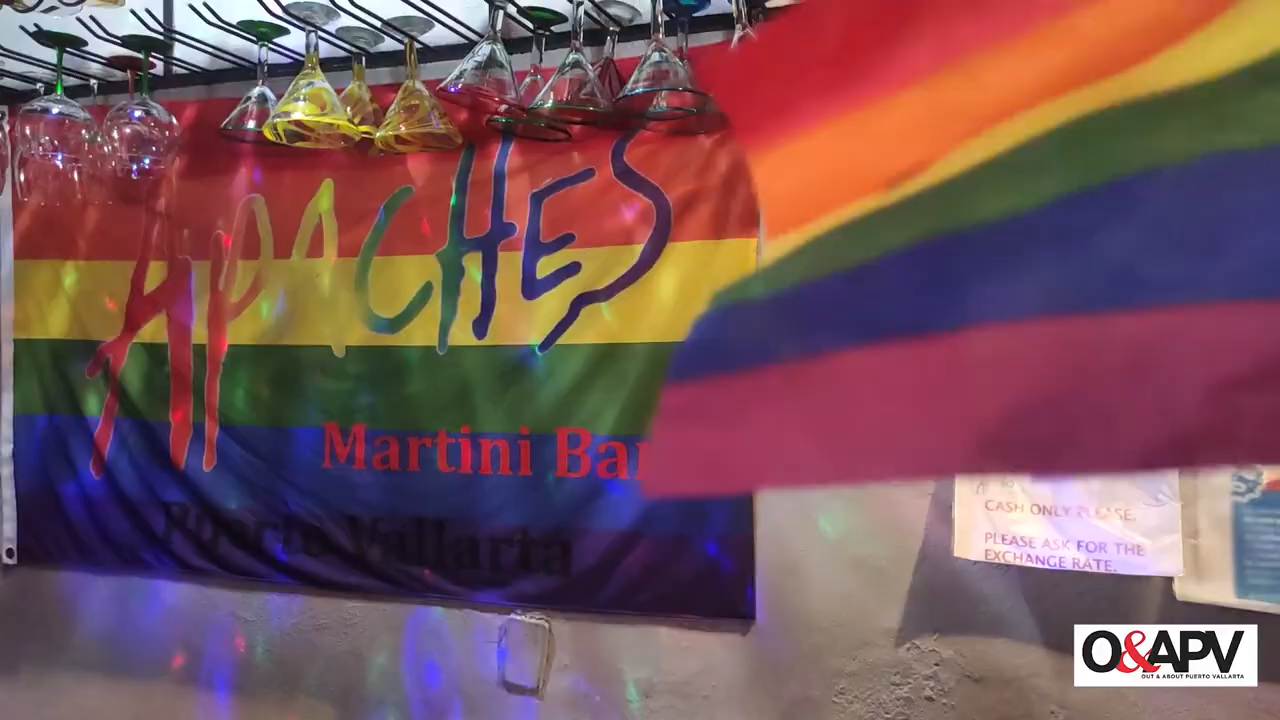 APACHES
Martini Bar
Puerto Vallarta
CASH ONLY PLEASE.
PLEASE ASK FOR THE
EXCHANGE RATE.
O&APV
OUT & ABOUT PUERTO VALLARTA